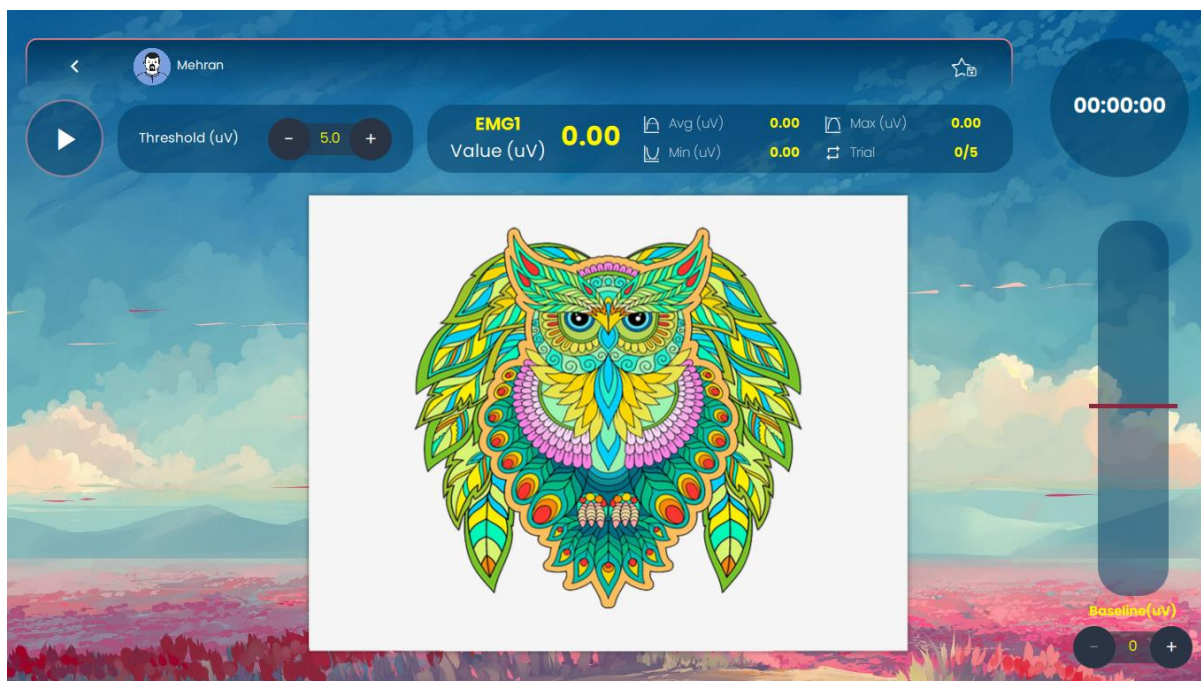 Mehran
00:00:00
Threshold (uV) - 5.0 +
EMG1
Value (uV) 0.00
Avg (uV) 0.00 Max (uV) 0.00
Min (uV) 0.00 Trial 0/5
Baseline(uV)
- 0 +